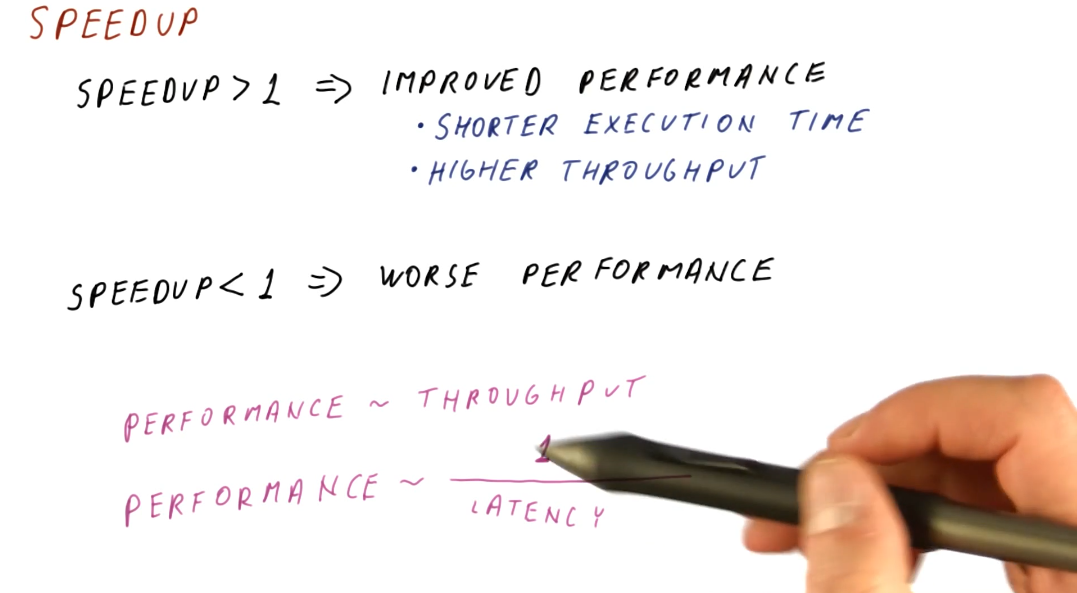 SPEEDUP
SPEEDUP > 1 ⇒ IMPROVED PERFORMANCE
• SHORTER EXECUTION TIME
• HIGHER THROUGHPUT
SPEEDUP < 1 ⇒ WORSE PERFORMANCE
PERFORMANCE ~ THROUGHPUT
PERFORMANCE ~ 1
LATENCY